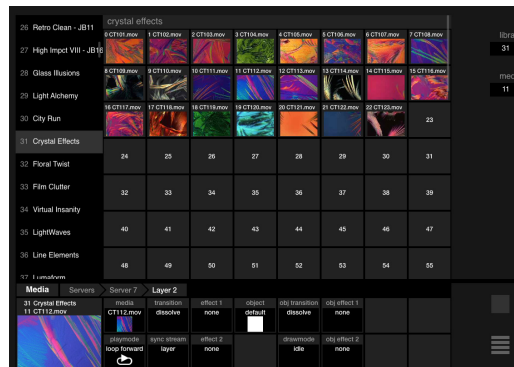 crystal effects
26 Retro Clean - JB11
27 High Impct VIII - JB16
28 Glass Illusions
29 Light Alchemy
30 City Run
31 Crystal Effects
32 Floral Twist
33 Film Clutter
34 Virtual Insanity
35 LightWaves
36 Line Elements
37 Lumaform
0 CT101.mov 1 CT102.mov 2 CT103.mov 3 CT104.mov 4 CT105.mov 5 CT106.mov 6 CT107.mov 7 CT108.mov
8 CT109.mov 9 CT110.mov 10 CT111.mov 11 CT112.mov 12 CT113.mov 13 CT114.mov 14 CT115.mov 15 CT116.mov
16 CT117.mov 17 CT118.mov 18 CT119.mov 19 CT120.mov 20 CT121.mov 21 CT122.mov 22 CT123.mov 23
24 25 26 27 28 29 30 31
32 33 34 35 36 37 38 39
40 41 42 43 44 45 46 47
48 49 50 51 52 53 54 55
libra
31
med
11
Media Servers Server 7 Layer 2
31 Crystal Effects
11 CT112.mov
media transition effect 1 object obj transition obj effect 1
CT112.mov dissolve none default dissolve none
playmode sync stream effect 2 drawmode obj effect 2
loop forward layer none idle none